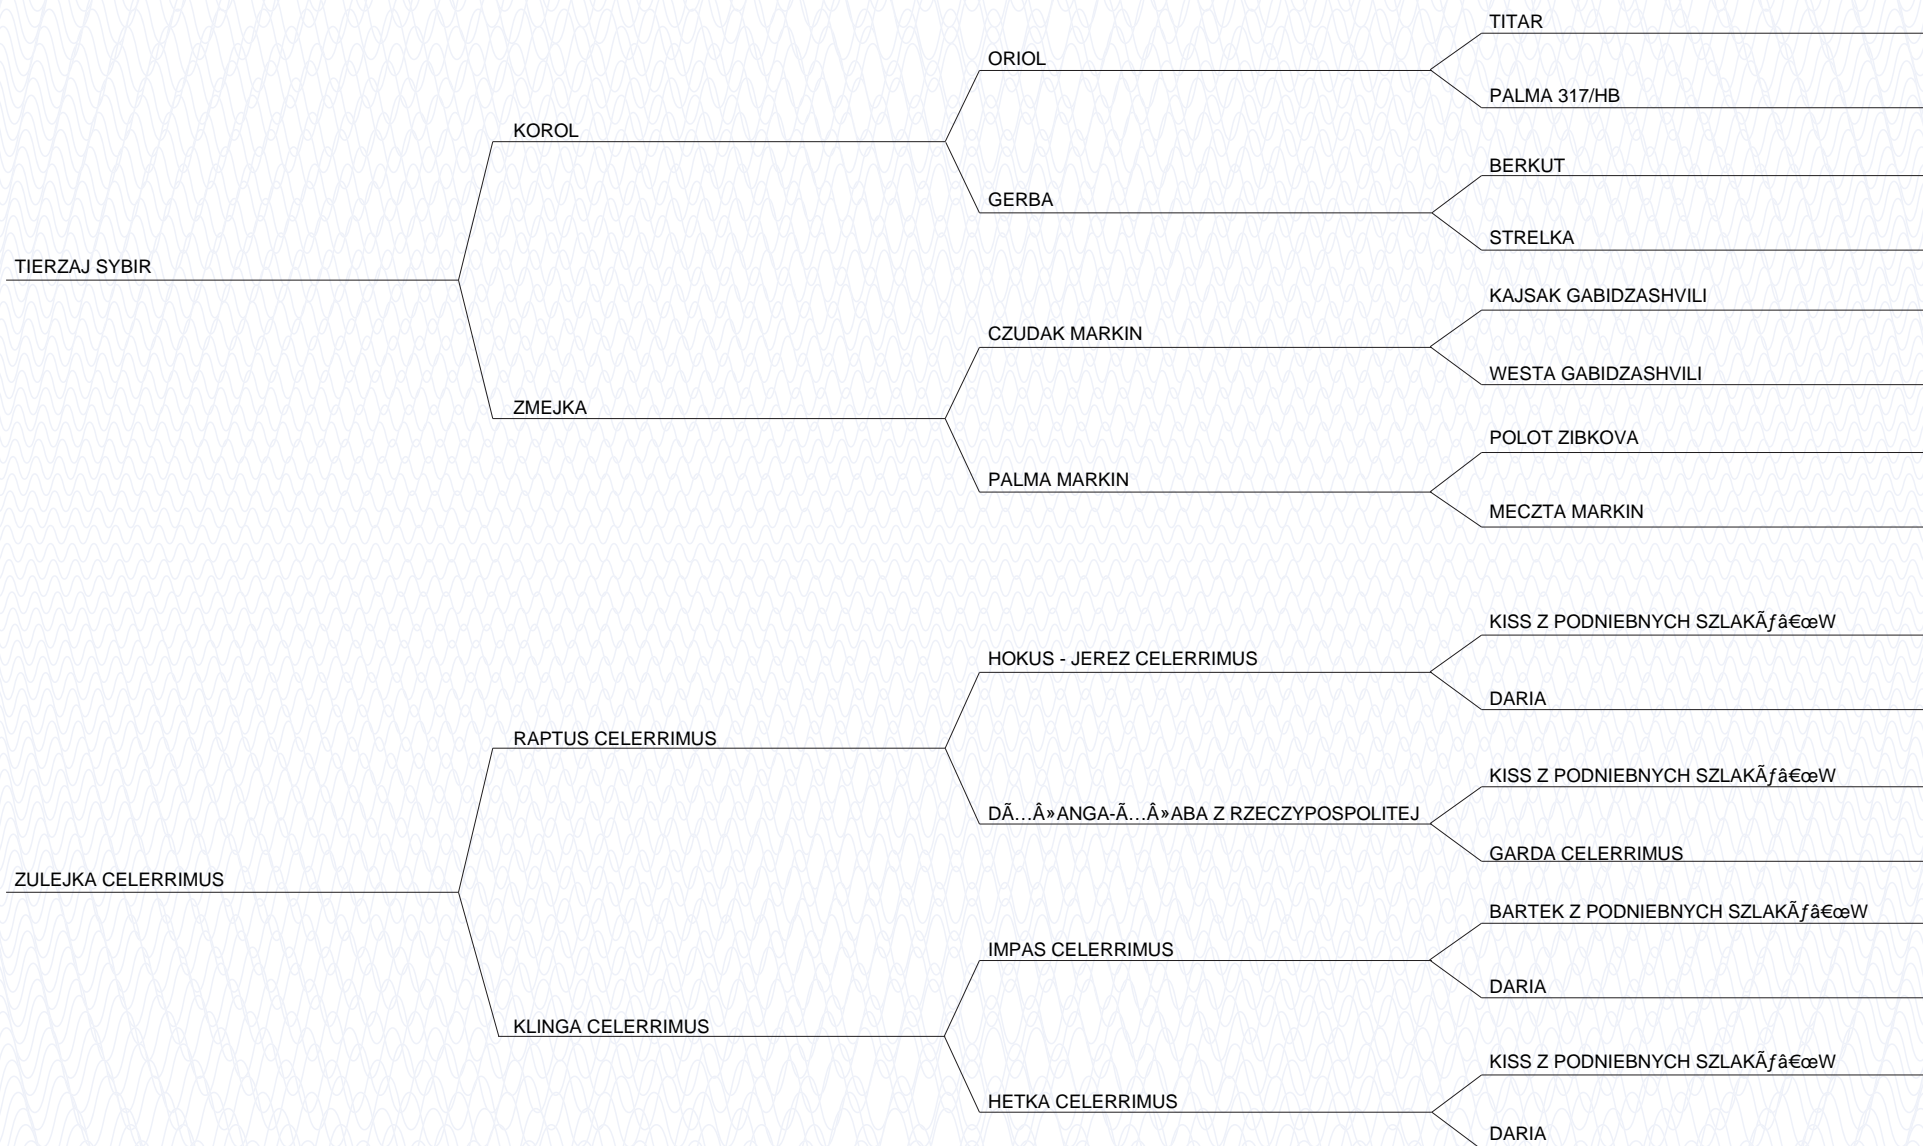 TITAR
ORIOL
PALMA 317/HB
KOROL
BERKUT
GERBA
STRELKA
TIERZAJ SYBIR
KAJSAK GABIDZASHVILI
CZUDAK MARKIN
WESTA GABIDZASHVILI
ZMEJKA
POLOT ZIBKOVA
PALMA MARKIN
MECZTA MARKIN
KISS Z PODNIEBNYCH SZLAKÃƒâ€œW
HOKUS - JEREZ CELERRIMUS
DARIA
RAPTUS CELERRIMUS
KISS Z PODNIEBNYCH SZLAKÃƒâ€œW
DÃ…Â»ANGA-Ã…Â»ABA Z RZECZYPOSPOLITEJ
GARDA CELERRIMUS
ZULEJKA CELERRIMUS
BARTEK Z PODNIEBNYCH SZLAKÃƒâ€œW
IMPAS CELERRIMUS
DARIA
KLINGA CELERRIMUS
KISS Z PODNIEBNYCH SZLAKÃƒâ€œW
HETKA CELERRIMUS
DARIA